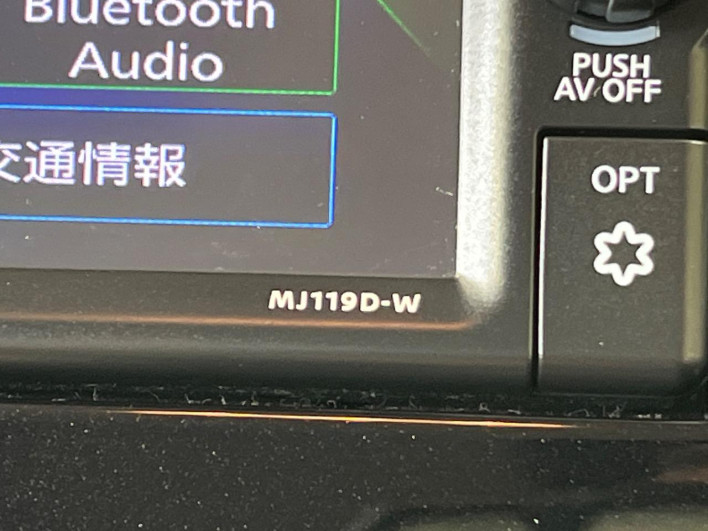 Bluetooth
Audio
交通情報
PUSH
AV OFF
OPT
MJ119D-W